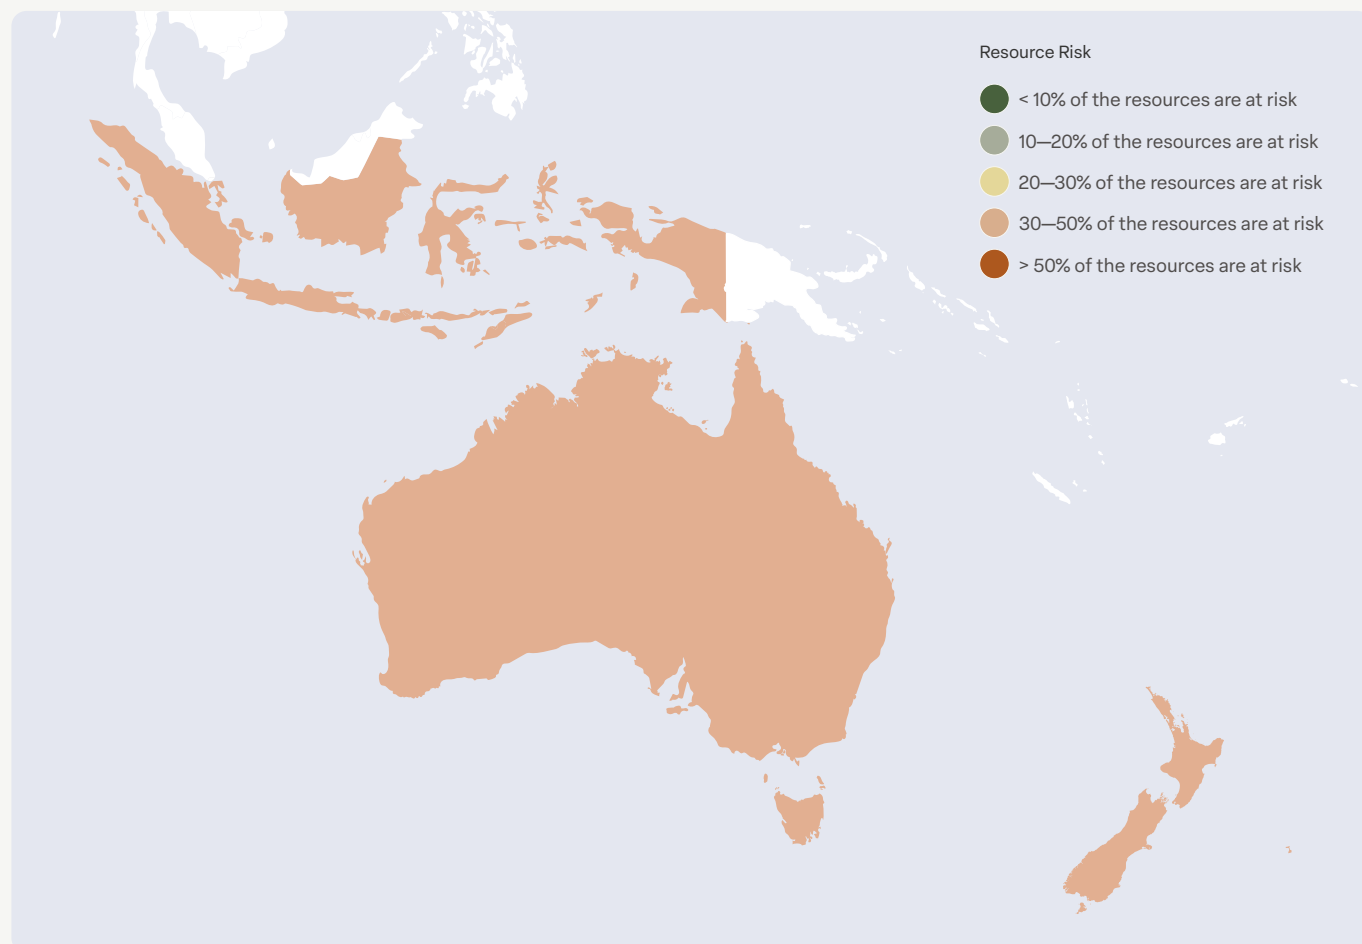 Resource Risk
< 10% of the resources are at risk
10—20% of the resources are at risk
20—30% of the resources are at risk
30—50% of the resources are at risk
> 50% of the resources are at risk